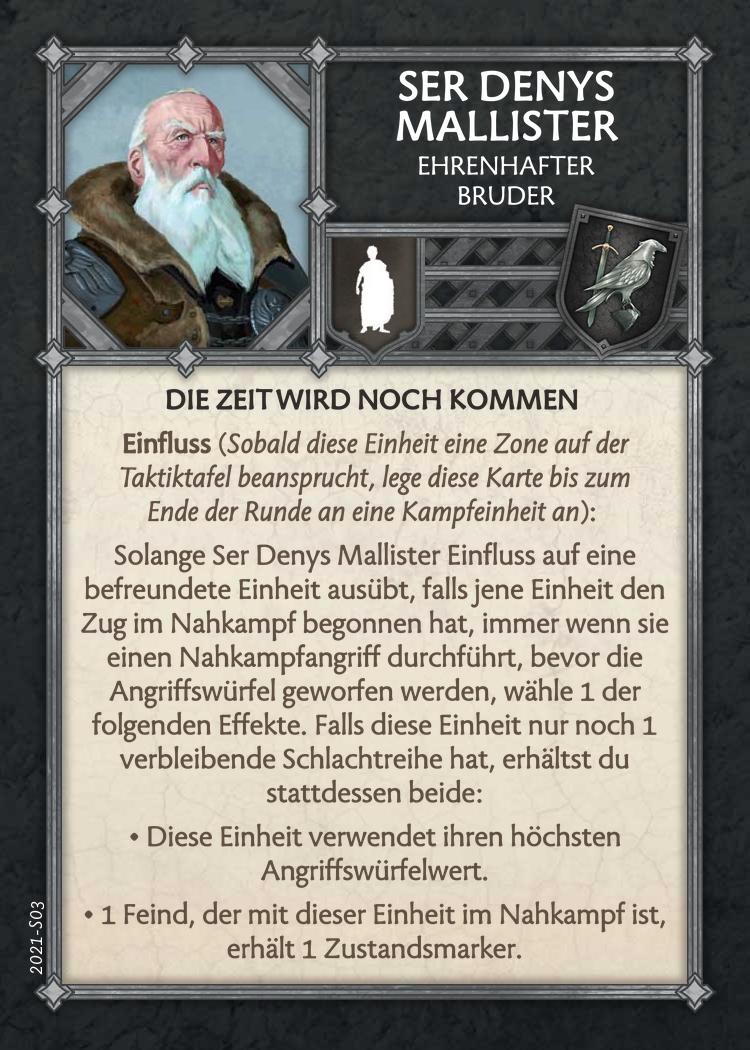 SER DENYS
MALLISTER
EHRENHAFTER
BRUDER
DIE ZEIT WIRD NOCH KOMMEN
Einfluss (Sobald diese Einheit eine Zone auf der
Taktiktafel beansprucht, lege diese Karte bis zum
Ende der Runde an eine Kampfeinheit an):
Solange Ser Denys Mallister Einfluss auf eine
befreundete Einheit ausübt, falls jene Einheit den
Zug im Nahkampf begonnen hat, immer wenn sie
einen Nahkampfangriff durchführt, bevor die
Angriffswürfel geworfen werden, wähle 1 der
folgenden Effekte. Falls diese Einheit nur noch 1
verbleibende Schlachtreihe hat, erhältst du
stattdessen beide:
• Diese Einheit verwendet ihren höchsten
Angriffswürfelwert.
• 1 Feind, der mit dieser Einheit im Nahkampf ist,
erhält 1 Zustandsmarker.
2021-S03